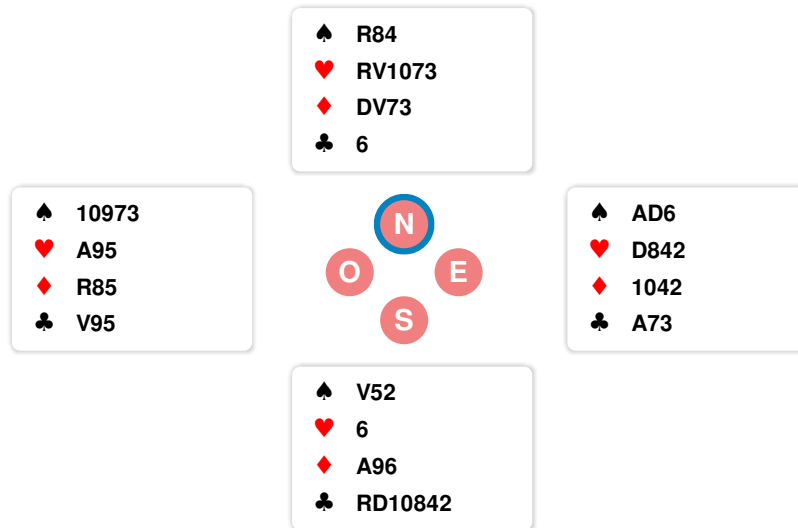 ♠ R84
♥ RV1073
♦ DV73
♣ 6
♠ 10973
♥ A95
♦ R85
♣ V95
N
O E
S
♠ AD6
♥ D842
♦ 1042
♣ A73
♠ V52
♥ 6
♦ A96
♣ RD10842